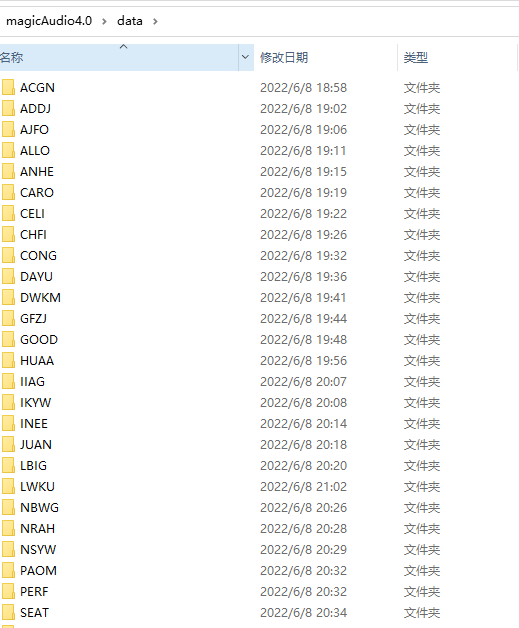 magicAudio4.0 > data >
名称 修改日期 类型
ACGN 2022/6/8 18:58 文件夹
ADDJ 2022/6/8 19:02 文件夹
AJFO 2022/6/8 19:06 文件夹
ALLO 2022/6/8 19:11 文件夹
ANHE 2022/6/8 19:15 文件夹
CARO 2022/6/8 19:19 文件夹
CELI 2022/6/8 19:22 文件夹
CHFI 2022/6/8 19:26 文件夹
CONG 2022/6/8 19:32 文件夹
DAYU 2022/6/8 19:36 文件夹
DWKM 2022/6/8 19:41 文件夹
GFZJ 2022/6/8 19:44 文件夹
GOOD 2022/6/8 19:48 文件夹
HUAA 2022/6/8 19:56 文件夹
IIAG 2022/6/8 20:07 文件夹
IKYW 2022/6/8 20:08 文件夹
INEE 2022/6/8 20:14 文件夹
JUAN 2022/6/8 20:18 文件夹
LBIG 2022/6/8 20:20 文件夹
LWKU 2022/6/8 21:02 文件夹
NBWG 2022/6/8 20:26 文件夹
NRAH 2022/6/8 20:28 文件夹
NSYW 2022/6/8 20:29 文件夹
PAOM 2022/6/8 20:32 文件夹
PERF 2022/6/8 20:32 文件夹
SEAT 2022/6/8 20:34 文件夹